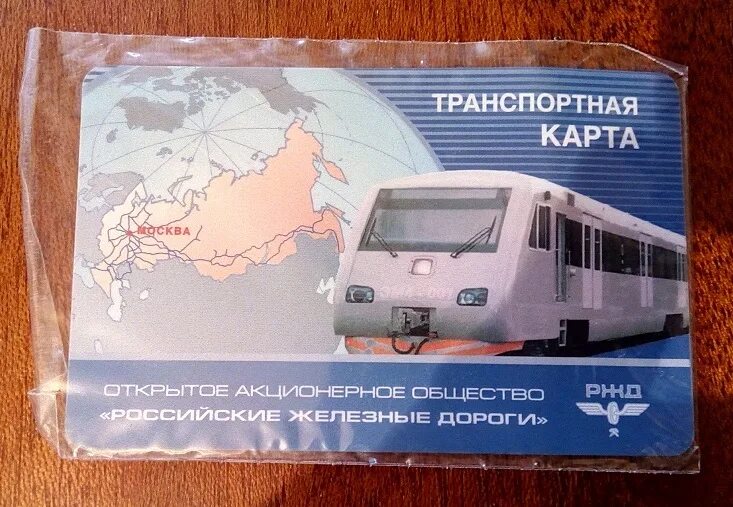 ТРАНСПОРТНАЯ
КАРТА
МОСКВА
ОТКРЫТОЕ АКЦИОНЕРНОЕ ОБЩЕСТВО
«РОССИЙСКИЕ ЖЕЛЕЗНЫЕ ДОРОГИ»
РЖД